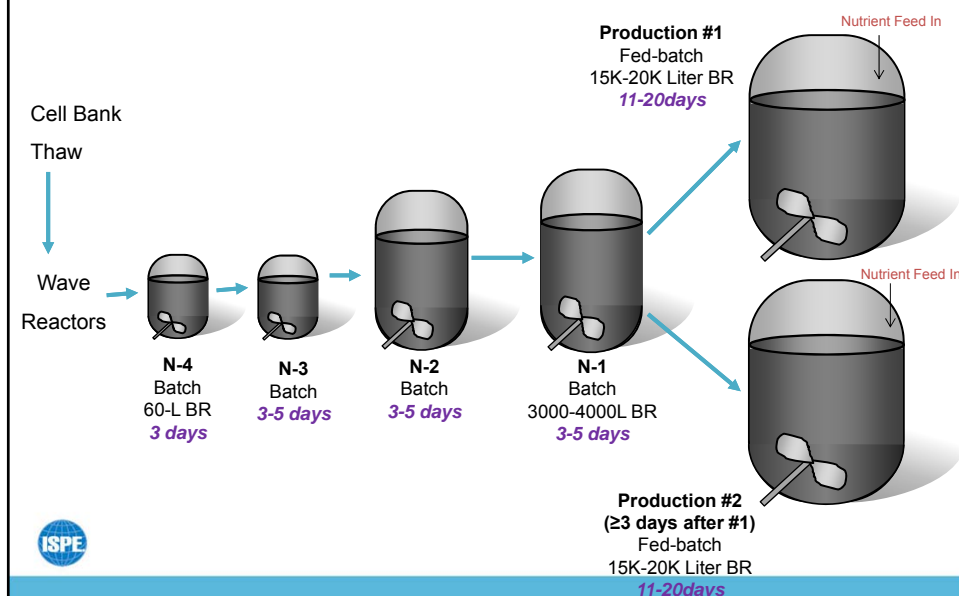 Cell Bank
Thaw
Wave
Reactors
N-4
Batch
60-L BR
3 days
N-3
Batch
3-5 days
N-2
Batch
3-5 days
N-1
Batch
3000-4000L BR
3-5 days
Production #1
Fed-batch
15K-20K Liter BR
11-20days
Nutrient Feed In
Nutrient Feed In
Production #2
(≥3 days after #1)
Fed-batch
15K-20K Liter BR
11-20days
ISPE